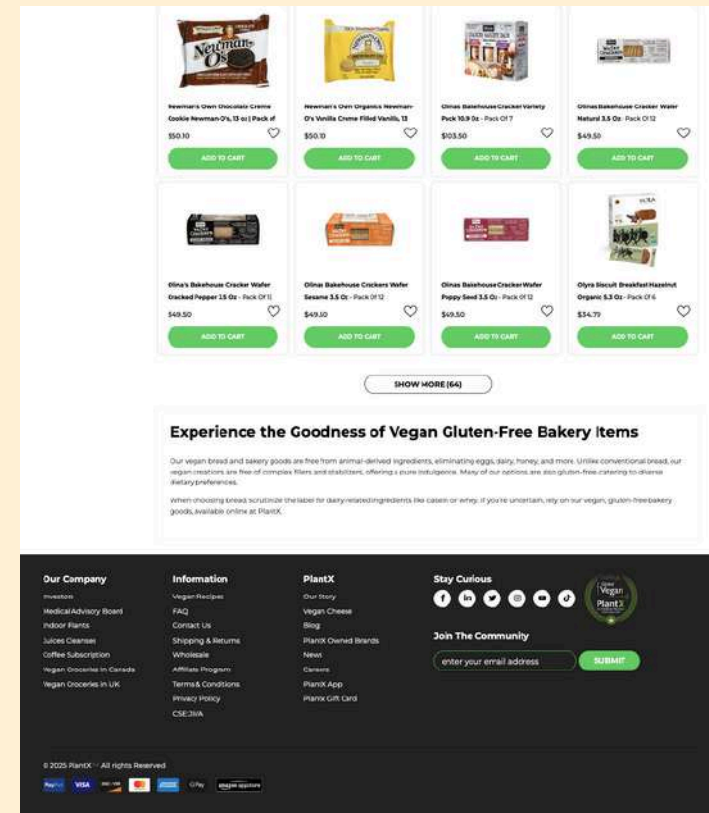 Newman's Own Chocolate Creme
Cookie Newman-O's, 13 oz | Pack of
$50.10
ADD TO CART
Newman's Own Organics Newman-
O's Vanilla Creme Filled Vanilla, 13
$50.10
ADD TO CART
Olinas Bakehouse Cracker Variety
Pack 10.9 Oz - Pack Of 7
$103.50
ADD TO CART
Olinas Bakehouse Cracker Wafer
Natural 3.5 Oz - Pack Of 12
$49.50
ADD TO CART
Olina's Bakehouse Cracker Wafer
Cracked Pepper 3.5 Oz - Pack Of 1
$49.50
ADD TO CART
Olinas Bakehouse Crackers Wafer
Sesame 3.5 Oz - Pack Of 12
$49.50
ADD TO CART
Olinas Bakehouse Cracker Wafer
Poppy Seed 3.5 Oz - Pack Of 12
$49.50
ADD TO CART
Olyra Biscuit Breakfast Hazelnut
Organic 5.3 Oz - Pack Of 6
$34.79
ADD TO CART
SHOW MORE (64)
Experience the Goodness of Vegan Gluten-Free Bakery Items
Our vegan bread and bakery goods are free from animal-derived ingredients, eliminating eggs, dairy, honey, and more. Unlike conventional bread, our
vegan creations are free of complex fillers and stabilizers, offering a pure indulgence. Many of our options are also gluten-free catering to diverse
dietary preferences.
When choosing bread, scrutinize the label for dairy-related ingredients like casein or whey. If you're uncertain, rely on our vegan, gluten-free bakery
goods, available online at PlantX.
Our Company
Investors
Medical Advisory Board
Indoor Plants
Juices Cleanses
Coffee Subscription
Vegan Groceries in Canada
Vegan Groceries in UK
Information
Vegan Recipes
FAQ
Contact Us
Shipping & Returns
Wholesale
Affiliate Program
Terms & Conditions
Privacy Policy
PlantX
Our Story
Vegan Cheese
Blog
PlantX Owned Brands
News
Careers
PlantX App
PlantX Gift Card
Stay Curious
Vegan
PlantX
Join The Community
enter your email address
SUBMIT
© 2025 PlantX ™ All rights Reserved
PayPal
VISA
G Pay
amazon appstore